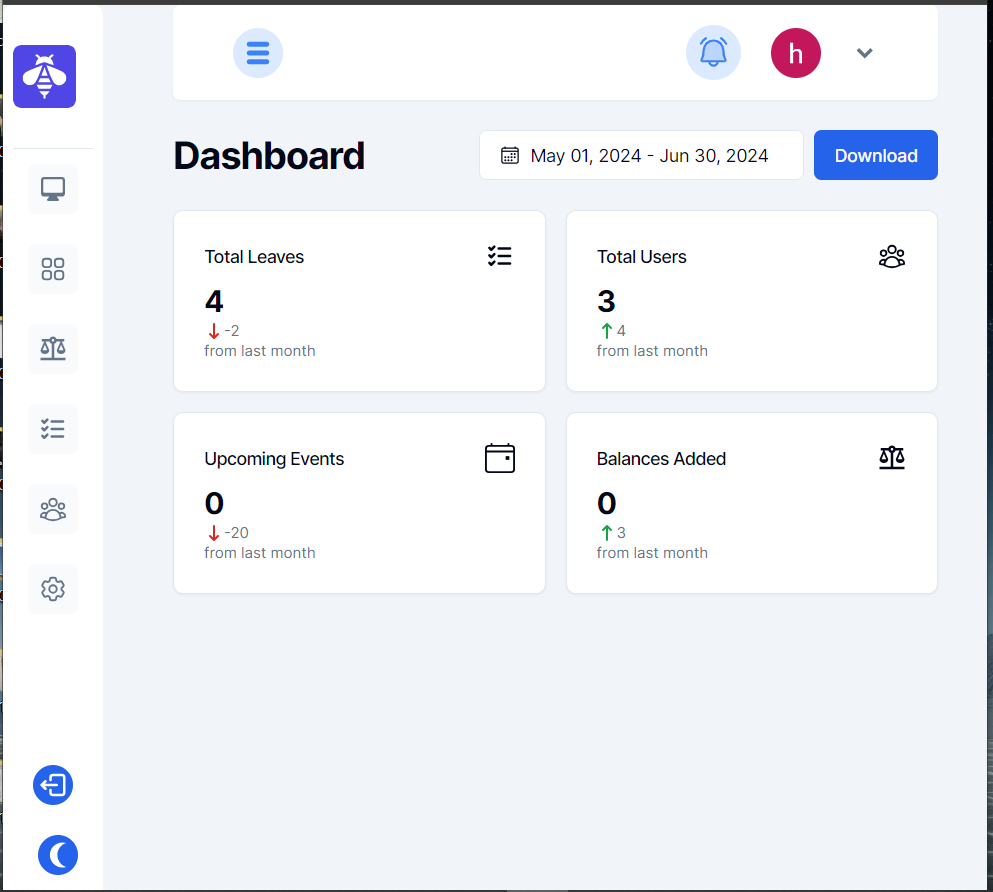 h
Dashboard
May 01, 2024 - Jun 30, 2024
Download
Total Leaves
4
-2
from last month
Total Users
3
4
from last month
Upcoming Events
0
-20
from last month
Balances Added
0
3
from last month